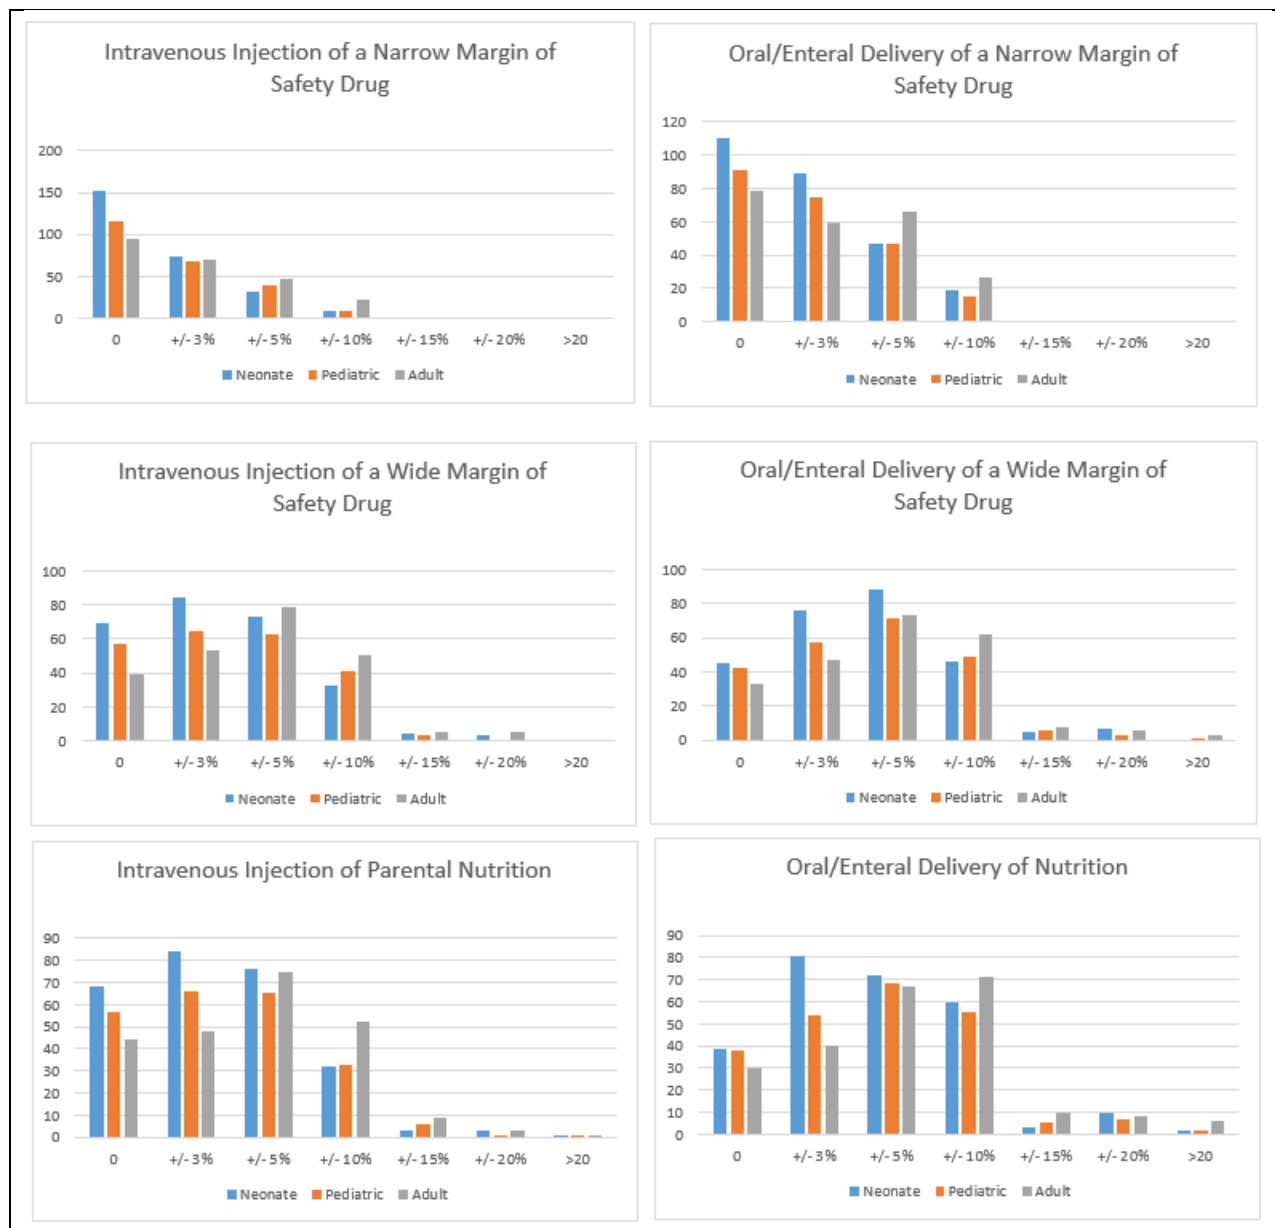 Intravenous Injection of a Narrow Margin of
Safety Drug
200
150
100
50
0
0 +/- 3% +/- 5% +/- 10% +/- 15% +/- 20% >20
Neonate Pediatric Adult
Oral/Enteral Delivery of a Narrow Margin of
Safety Drug
120
100
80
60
40
20
0
0 +/- 3% +/- 5% +/- 10% +/- 15% +/- 20% >20
Neonate Pediatric Adult
Intravenous Injection of a Wide Margin of
Safety Drug
100
80
60
40
20
0
0 +/- 3% +/- 5% +/- 10% +/- 15% +/- 20% >20
Neonate Pediatric Adult
Oral/Enteral Delivery of a Wide Margin of
Safety Drug
100
80
60
40
20
0
0 +/- 3% +/- 5% +/- 10% +/- 15% +/- 20% >20
Neonate Pediatric Adult
Intravenous Injection of Parental Nutrition
90
80
70
60
50
40
30
20
10
0
0 +/- 3% +/- 5% +/- 10% +/- 15% +/- 20% >20
Neonate Pediatric Adult
Oral/Enteral Delivery of Nutrition
90
80
70
60
50
40
30
20
10
0
0 +/- 3% +/- 5% +/- 10% +/- 15% +/- 20% >20
Neonate Pediatric Adult